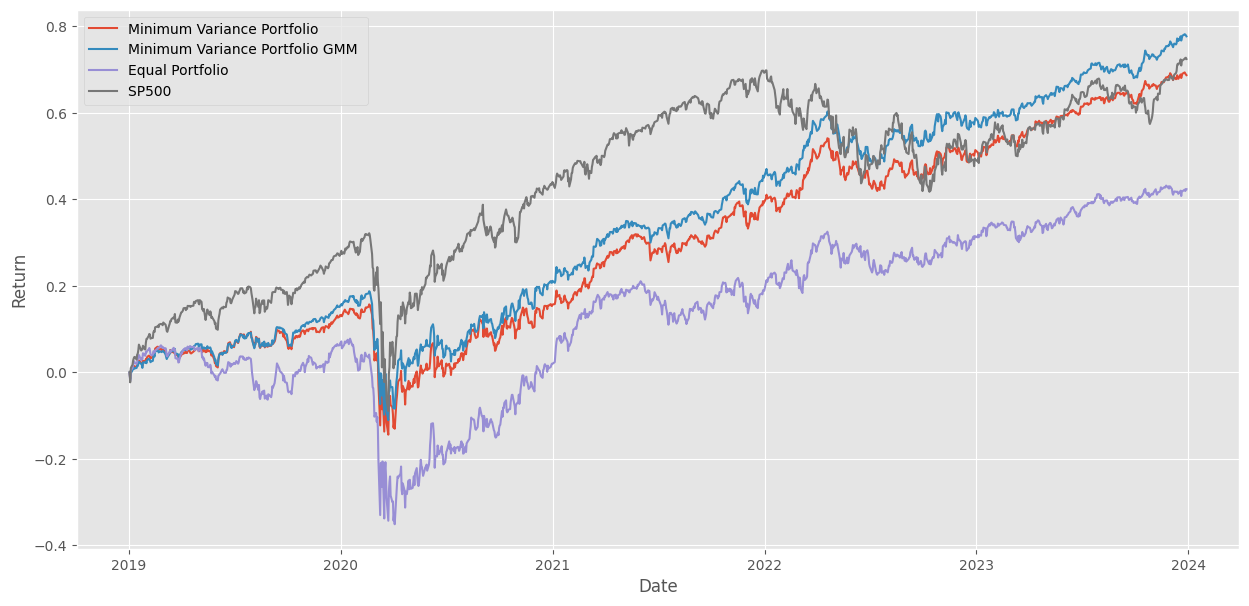 Minimum Variance Portfolio
Minimum Variance Portfolio GMM
Equal Portfolio
SP500
0.8
0.6
0.4
0.2
0.0
−0.2
−0.4
Return
2019 2020 2021 2022 2023 2024
Date